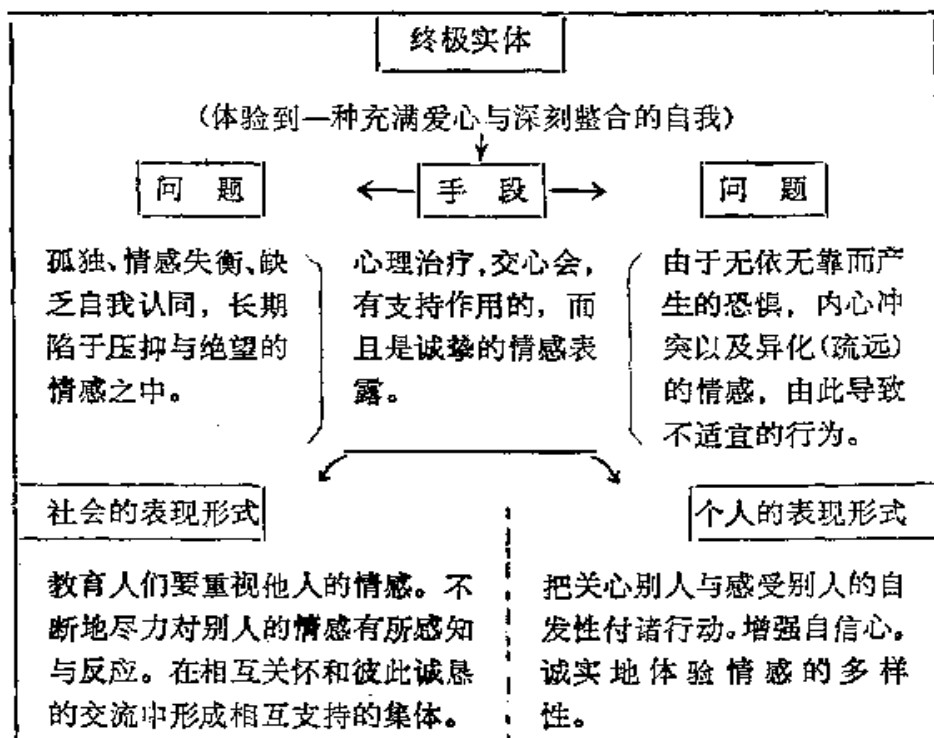 终极实体
(体验到一种充满爱心与深刻整合的自我)
问 题
手 段
问 题
孤独、情感失衡、缺
乏自我认同，长期
陷于压抑与绝望的
情感之中。
心理治疗，交心会，
有支持作用的，而
且是诚挚的情感表
露。
由于无依无靠而产
生的恐惧，内心冲
突以及异化(疏远)
的情感，由此导致
不适宜的行为。
社会的表现形式
个人的表现形式
教育人们要重视他人的情感。不
断地尽力对别人的情感有所感知
与反应。在相互关怀和彼此诚恳
的交流中形成相互支持的集体。
把关心别人与感受别人的自
发性付诸行动。增强自信心。
诚实地体验情感的多样
性。